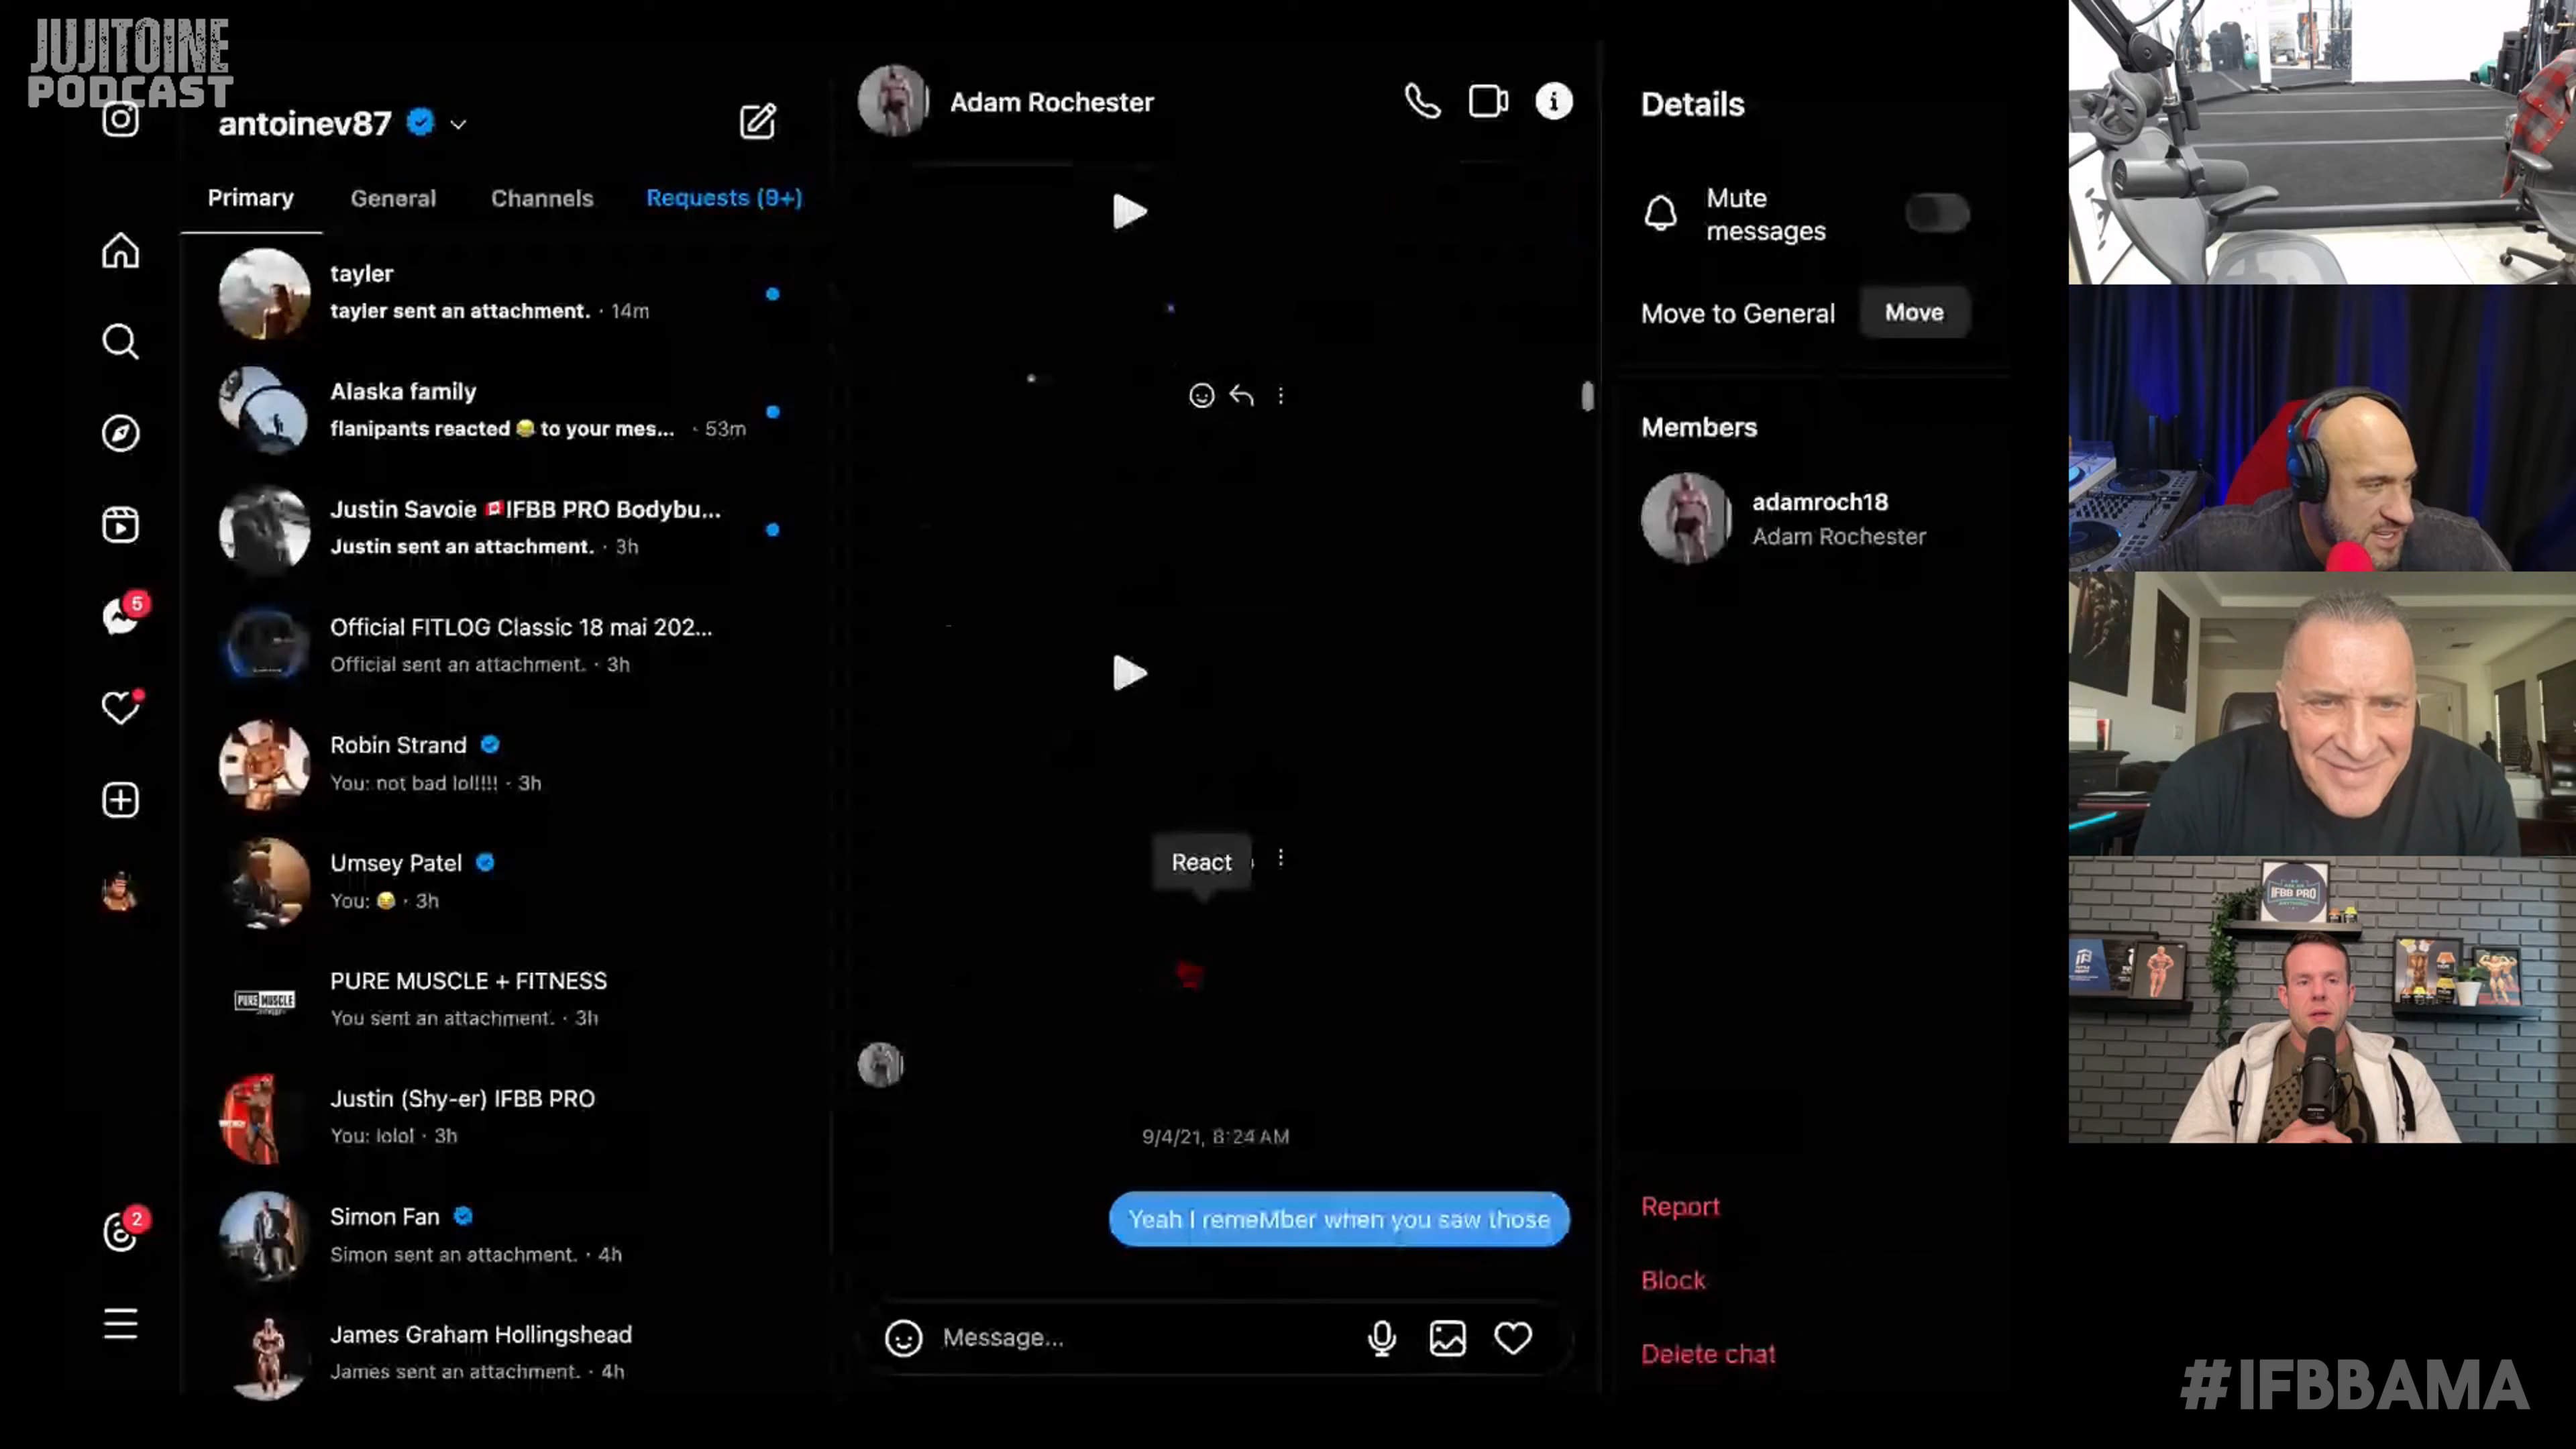 JUJITOINE
PODCAST
antoinev87
Primary
General
Channels
Requests (9+)
tayler
tayler sent an attachment. · 14m
Alaska family
flanipants reacted 😂 to your mes... · 53m
Justin Savoie 🇨🇦IFBB PRO Bodybu...
Justin sent an attachment. · 3h
5
Official FITLOG Classic 18 mai 202...
Official sent an attachment. · 3h
Robin Strand
You: not bad lol!!!! · 3h
Umsey Patel
You: 😂 · 3h
PURE MUSCLE + FITNESS
You sent an attachment. · 3h
PURE MUSCLE
Justin (Shy-er) IFBB PRO
You: lolol · 3h
2
Simon Fan
Simon sent an attachment. · 4h
James Graham Hollingshead
James sent an attachment. · 4h
Adam Rochester
React
9/4/21, 8:24 AM
Yeah I remeMber when you saw those
Message...
Details
Mute
messages
Move to General
Move
Members
adamroch18
Adam Rochester
Report
Block
Delete chat
IFBB PRO
#IFBBAMA